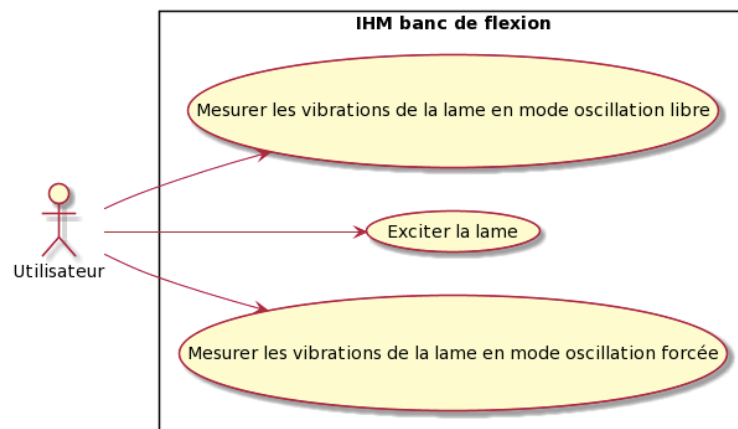 IHM banc de flexion
Mesurer les vibrations de la lame en mode oscillation libre
Exciter la lame
Utilisateur
Mesurer les vibrations de la lame en mode oscillation forcée